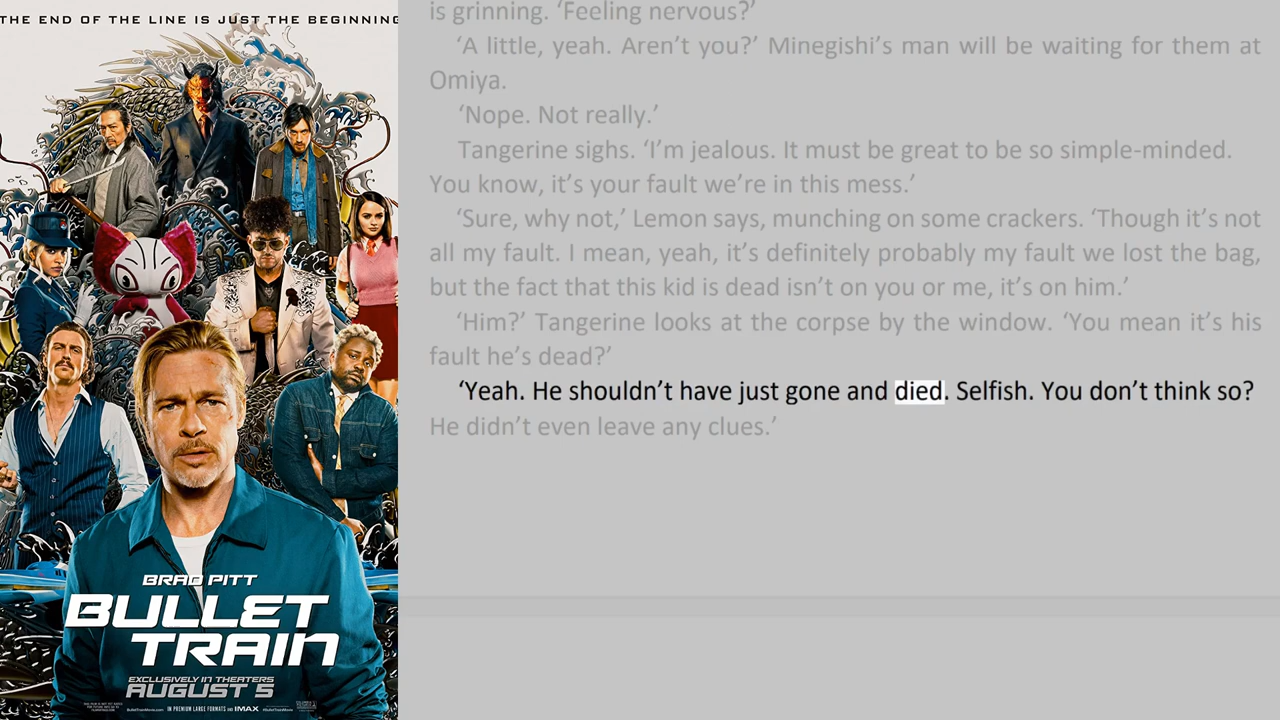 THE END OF THE LINE IS JUST THE BEGINNING
BRAD PITT
BULLET
TRAIN
EXCLUSIVELY IN THEATERS
AUGUST 5
BulletTrainMovie.com
IN PREMIUM LARGE FORMATS AND IMAX
#BulletTrainMovie
is grinning. ‘Feeling nervous?’
‘A little, yeah. Aren’t you?’ Minegishi’s man will be waiting for them at
Omiya.
‘Nope. Not really.’
Tangerine sighs. ‘I’m jealous. It must be great to be so simple-minded.
You know, it’s your fault we’re in this mess.’
‘Sure, why not,’ Lemon says, munching on some crackers. ‘Though it’s not
all my fault. I mean, yeah, it’s definitely probably my fault we lost the bag,
but the fact that this kid is dead isn’t on you or me, it’s on him.’
‘Him?’ Tangerine looks at the corpse by the window. ‘You mean it’s his
fault he’s dead?’
‘Yeah. He shouldn’t have just gone and died. Selfish. You don’t think so?
He didn’t even leave any clues.’